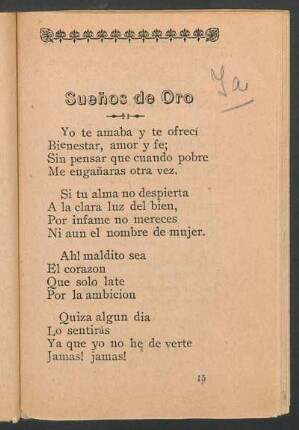 Ya
Sueños de Oro
Yo te amaba y te ofrecí
Bienestar, amor y fe;
Sin pensar que cuando pobre
Me engañaras otra vez.
Si tu alma no despierta
A la clara luz del bien,
Por infame no mereces
Ni aun el nombre de mujer.
Ah! maldito sea
El corazon
Que solo late
Por la ambicion
Quiza algun dia
Lo sentirás
Ya que yo no he de verte
Jamas! jamas!
15